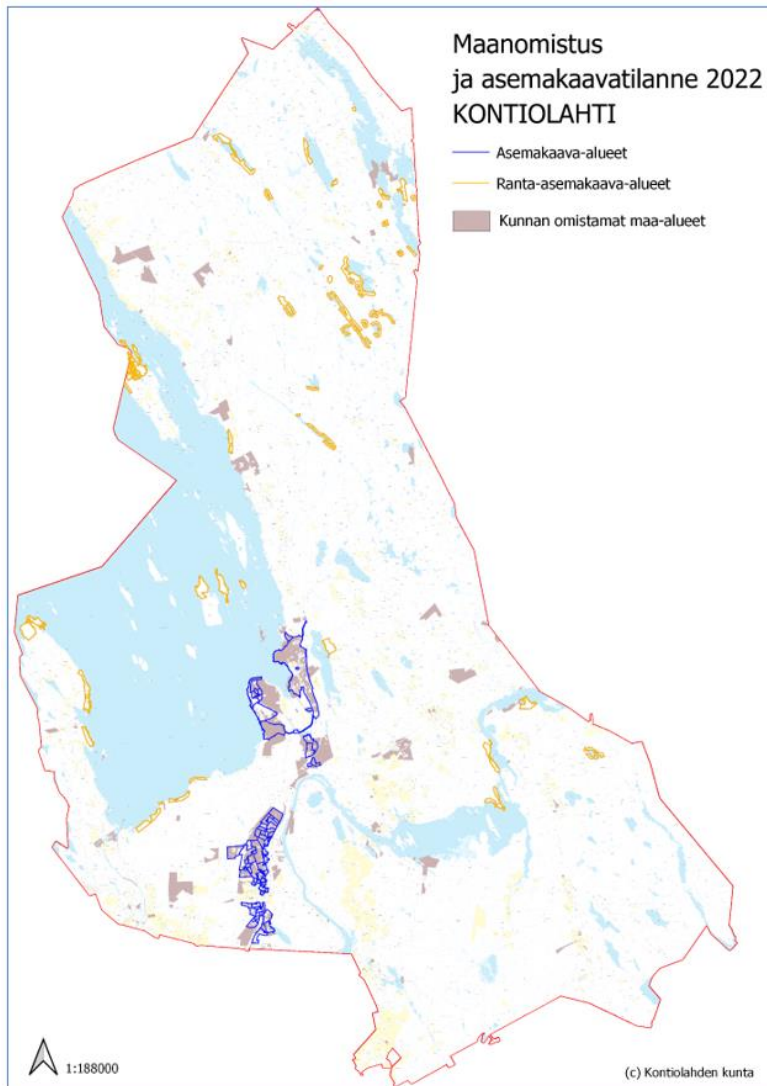 Maanomistus
ja asemakaavatilanne 2022
KONTIOLAHTI
Asemakaava-alueet
Ranta-asemakaava-alueet
Kunnan omistamat maa-alueet
1:188000
(c) Kontiolahden kunta